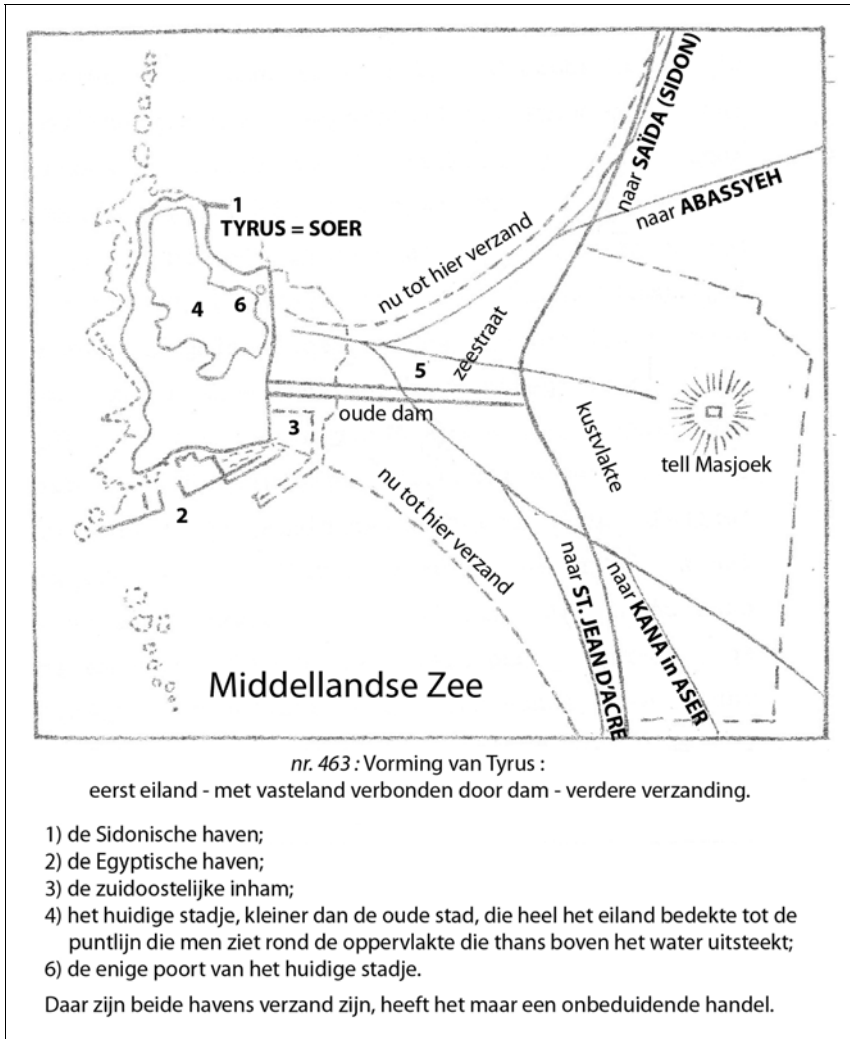 naar SAÏDA (SIDON)
naar ABASSYEH
1
TYRUS = SOER
nu tot hier verzand
4
6
zeestraat
5
oude dam
3
kustvlakte
tell Masjoek
2
nu tot hier verzand
naar ST. JEAN D'ACRE
naar KANA in ASER
Middellandse Zee
nr. 463 : Vorming van Tyrus :
eerst eiland - met vasteland verbonden door dam - verdere verzanding.
1) de Sidonische haven;
2) de Egyptische haven;
3) de zuidoostelijke inham;
4) het huidige stadje, kleiner dan de oude stad, die heel het eiland bedekte tot de
puntlijn die men ziet rond de oppervlakte die thans boven het water uitsteekt;
6) de enige poort van het huidige stadje.
Daar zijn beide havens verzand zijn, heeft het maar een onbeduidende handel.